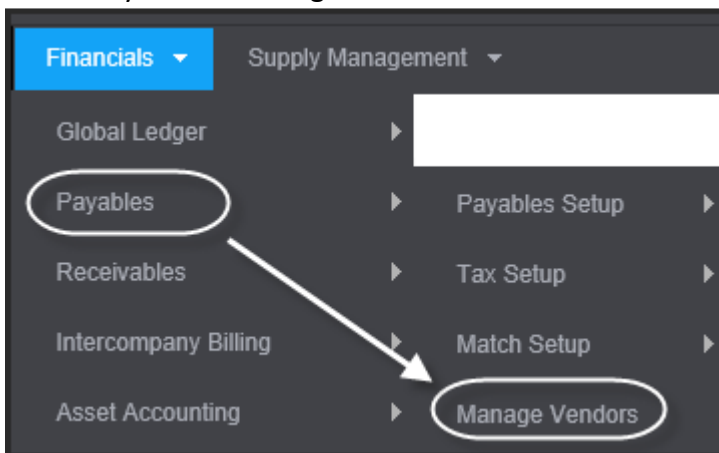 Financials Supply Management
Global Ledger
Payables Payables Setup
Receivables Tax Setup
Intercompany Billing Match Setup
Asset Accounting Manage Vendors